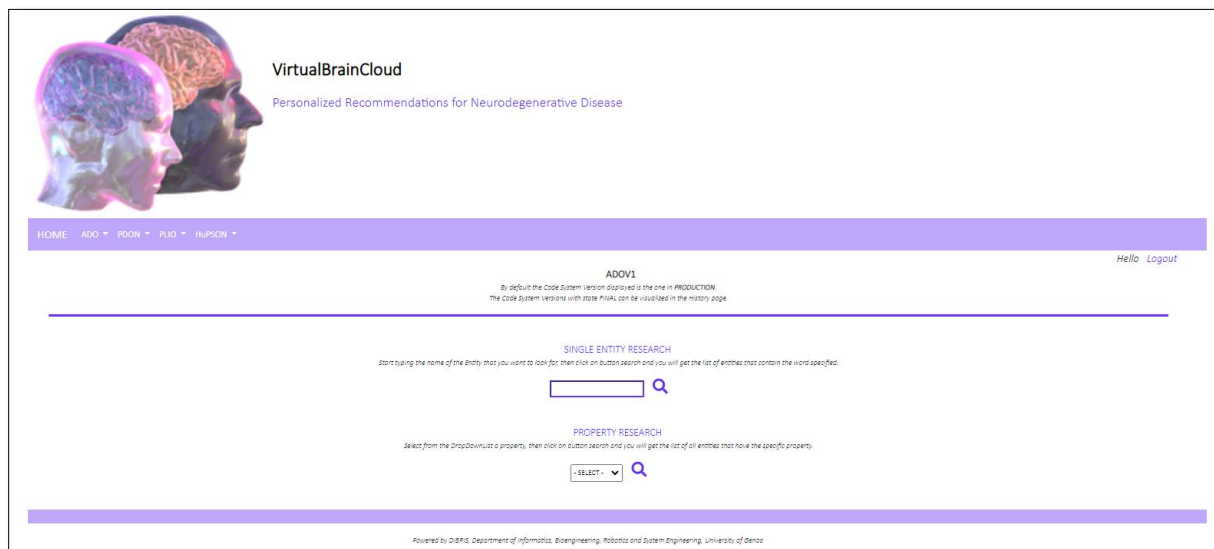 VirtualBrainCloud
Personalized Recommendations for Neurodegenerative Disease
HOME ADO PDON PLIO HuPSON
Hello Logout
ADOV1
By default the Code System Version displayed is the one in PRODUCTION.
The Code System Versions with state FINAL can be visualized in the History page.
SINGLE ENTITY RESEARCH
Start typing the name of the Entity that you want to look for, then click on button search and you will get the list of entities that contain the word specified.
PROPERTY RESEARCH
Select from the DropDownList a property, then click on button search and you will get the list of all entities that have the specific property.
- SELECT -
Powered by DIBRIS, Department of Informatics, Bioengineering, Robotics and System Engineering, University of Genoa